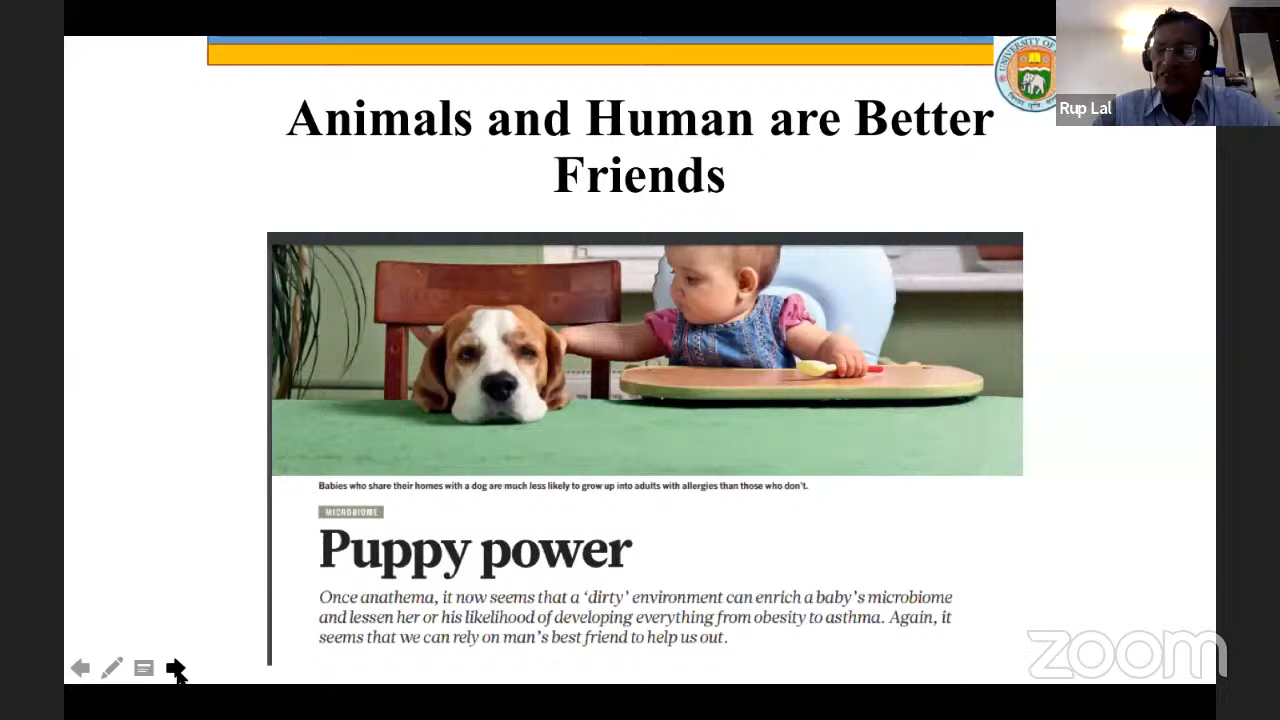 Animals and Human are Better
Friends
UNIVERSITY OF
Rup Lal
Babies who share their homes with a dog are much less likely to grow up into adults with allergies than those who don't.
MICROBIOME
Puppy power
Once anathema, it now seems that a ‘dirty’ environment can enrich a baby’s microbiome
and lessen her or his likelihood of developing everything from obesity to asthma. Again, it
seems that we can rely on man’s best friend to help us out.
zoom